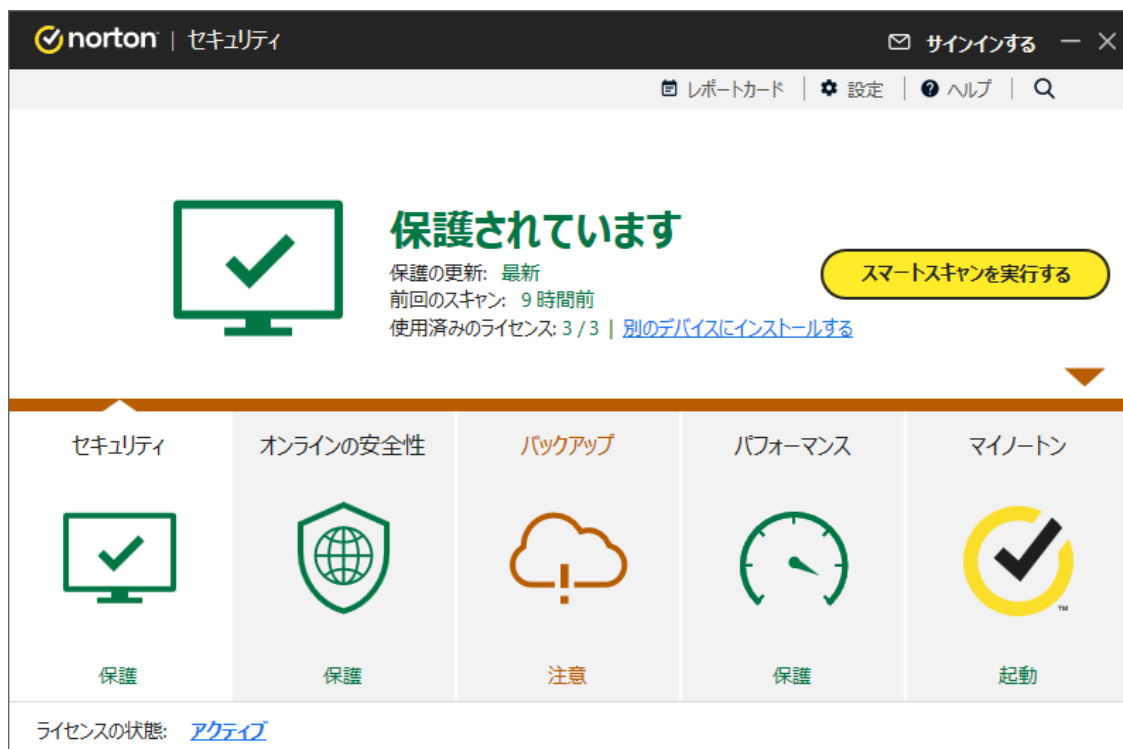 norton | セキュリティ サインインする
レポートカード | 設定 | ヘルプ |
保護されています
保護の更新: 最新
前回のスキャン: 9 時間前
使用済みのライセンス: 3 / 3 | 別のデバイスにインストールする
スマートスキャンを実行する
セキュリティ オンラインの安全性 バックアップ パフォーマンス マイノートン
TM
保護 保護 注意 保護 起動
ライセンスの状態: アクティブ